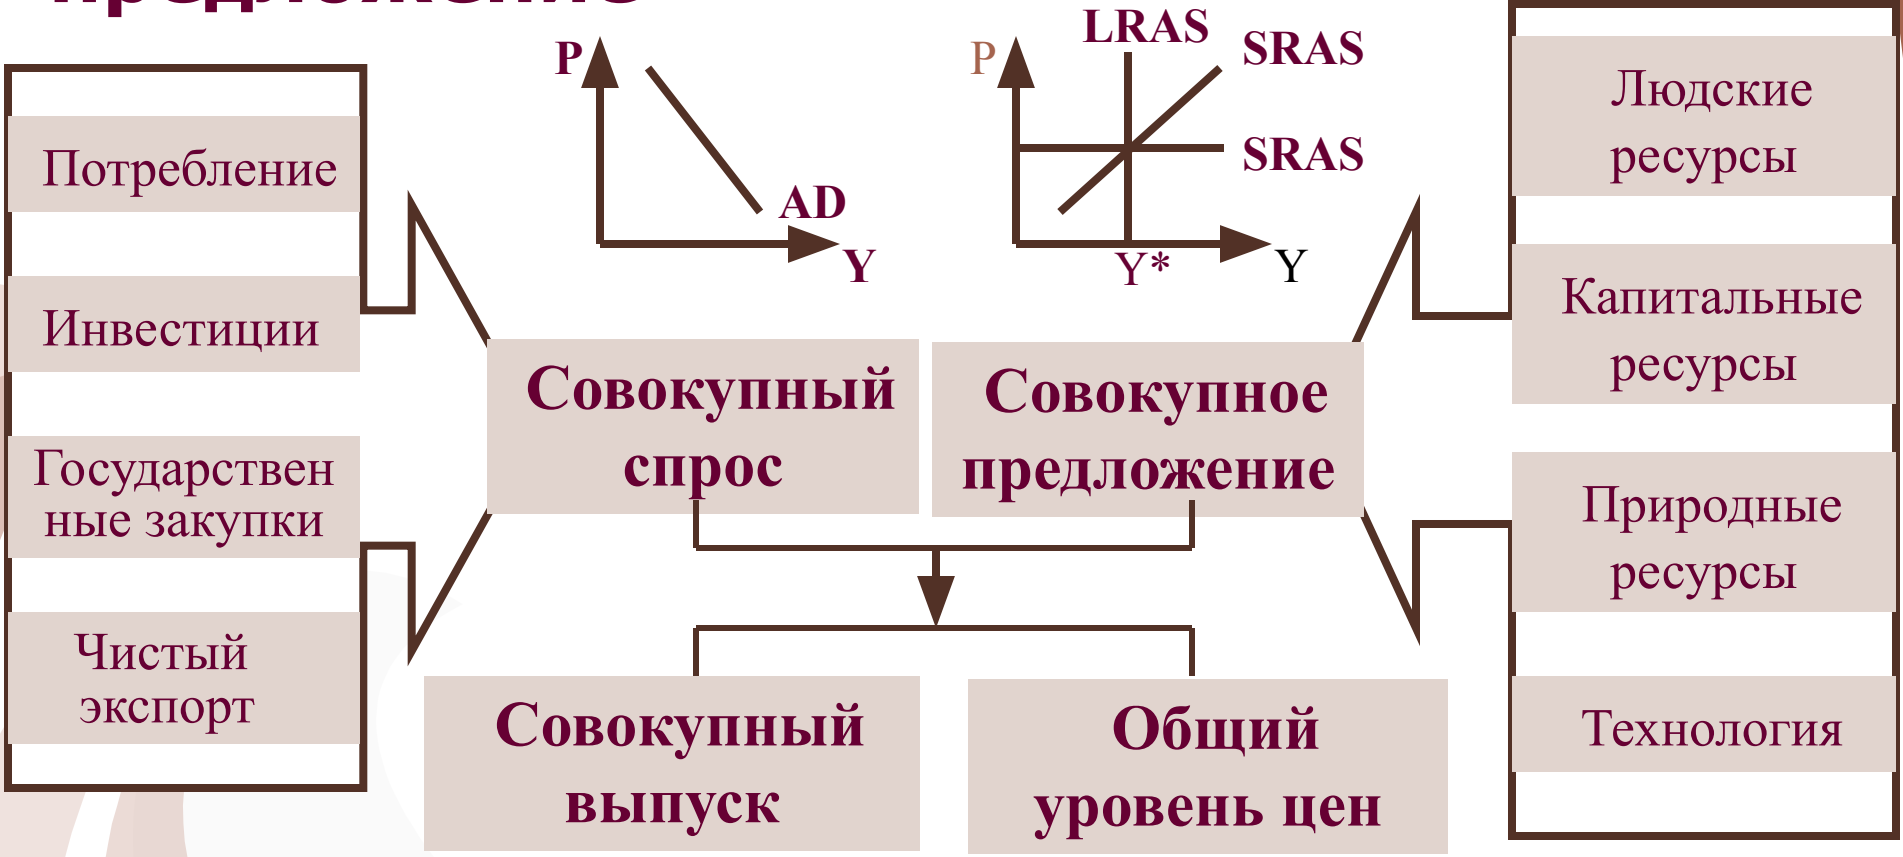 предложение
P
AD
Y
P
LRAS
SRAS
SRAS
Y*
Y
Потребление
Инвестиции
Государствен
ные закупки
Чистый
экспорт
Совокупный
спрос
Совокупное
предложение
Совокупный
выпуск
Общий
уровень цен
Людские
ресурсы
Капитальные
ресурсы
Природные
ресурсы
Технология